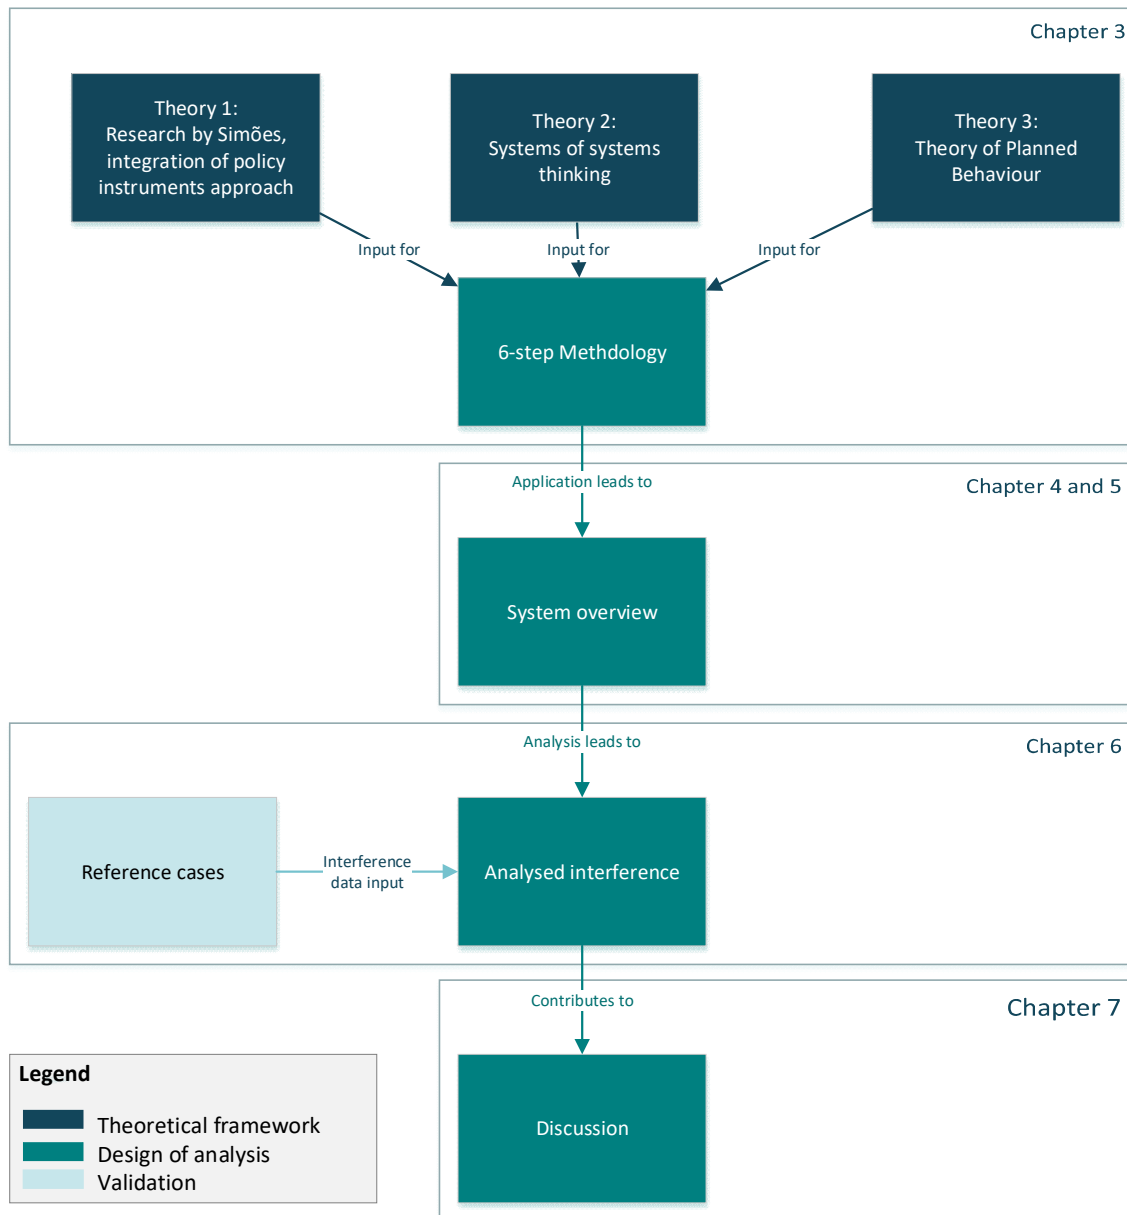 Chapter 3
Theory 1:
Research by Simões,
integration of policy
instruments approach
Theory 2:
Systems of systems
thinking
Theory 3:
Theory of Planned
Behaviour
Input for
Input for
Input for
6-step Methdology
Application leads to
Chapter 4 and 5
System overview
Analysis leads to
Chapter 6
Reference cases
Interference
data input
Analysed interference
Contributes to
Chapter 7
Discussion
Legend
Theoretical framework
Design of analysis
Validation